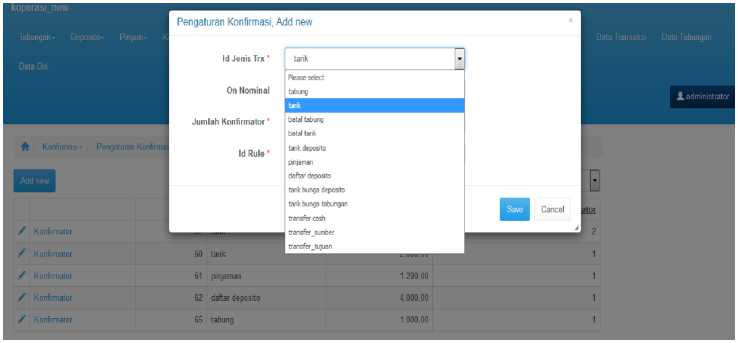 koperasi_new
Pengaturan Konfirmasi, Add new
x
Tabungan Deposito Pinjam K Data Transaksi Data Tabungan
Data Diri
Id Jenis Trx *
tarik
On Nominal
Jumlah Konfirmator *
Id Rule *
Please select
tabung
tarik
batal tabung
batal tarik
tarik deposito
pinjaman
daftar deposito
tarik bunga deposito
tarik bunga tabungan
transfer cash
transfer_sumber
transfer_tujuan
administrator
Konfirmasi Pengaturan Konfirmas
Add new
Save Cancel
Konfirmator 2
Konfirmator 60 tarik 1
Konfirmator 61 pinjaman 1.200,00 1
Konfirmator 62 daftar deposito 4.000,00 1
Konfirmator 65 tabung 1.000,00 1